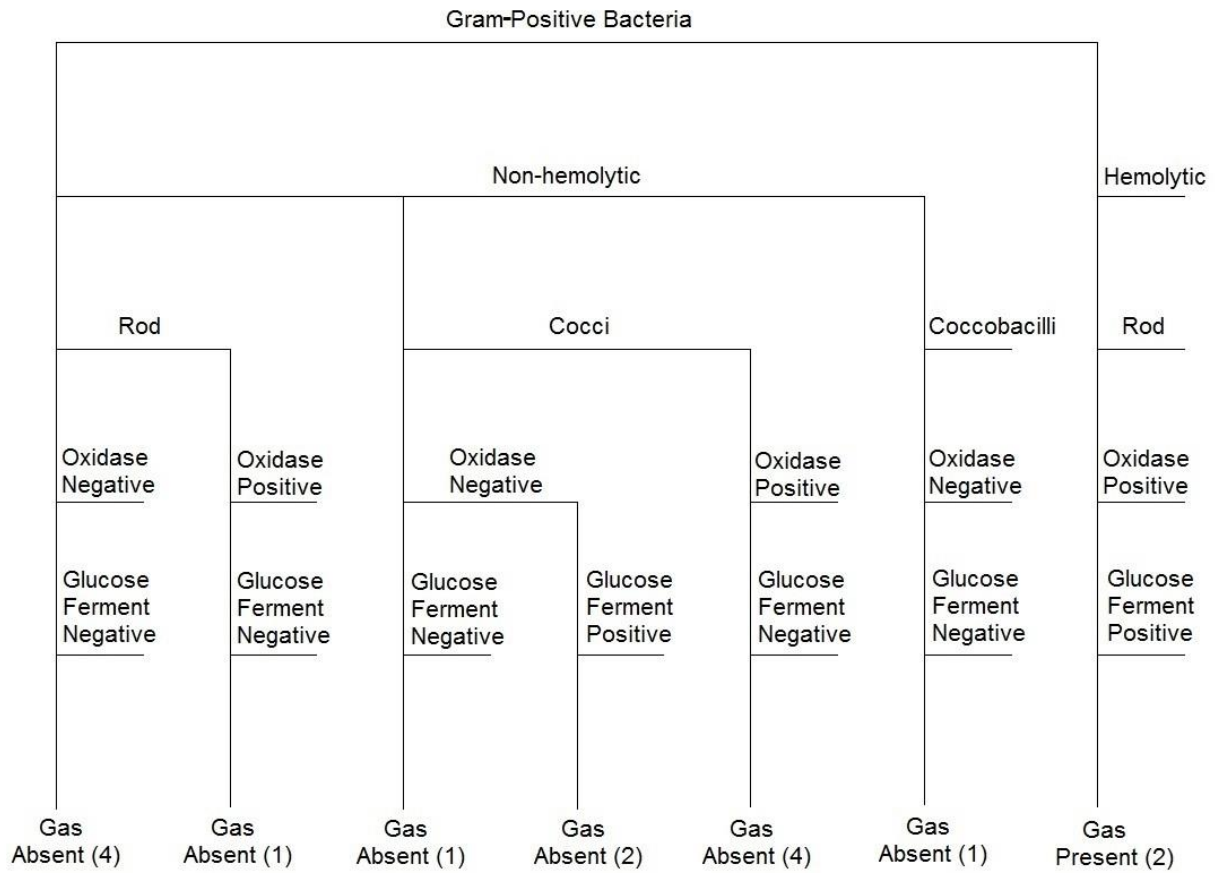 Gram-Positive Bacteria
Non-hemolytic
Hemolytic
Rod
Cocci
Coccobacilli
Rod
Oxidase
Negative
Oxidase
Positive
Oxidase
Negative
Oxidase
Positive
Oxidase
Negative
Oxidase
Positive
Glucose
Ferment
Negative
Glucose
Ferment
Negative
Glucose
Ferment
Negative
Glucose
Ferment
Positive
Glucose
Ferment
Negative
Glucose
Ferment
Negative
Glucose
Ferment
Positive
Gas
Absent (4)
Gas
Absent (1)
Gas
Absent (1)
Gas
Absent (2)
Gas
Absent (4)
Gas
Absent (1)
Gas
Present (2)